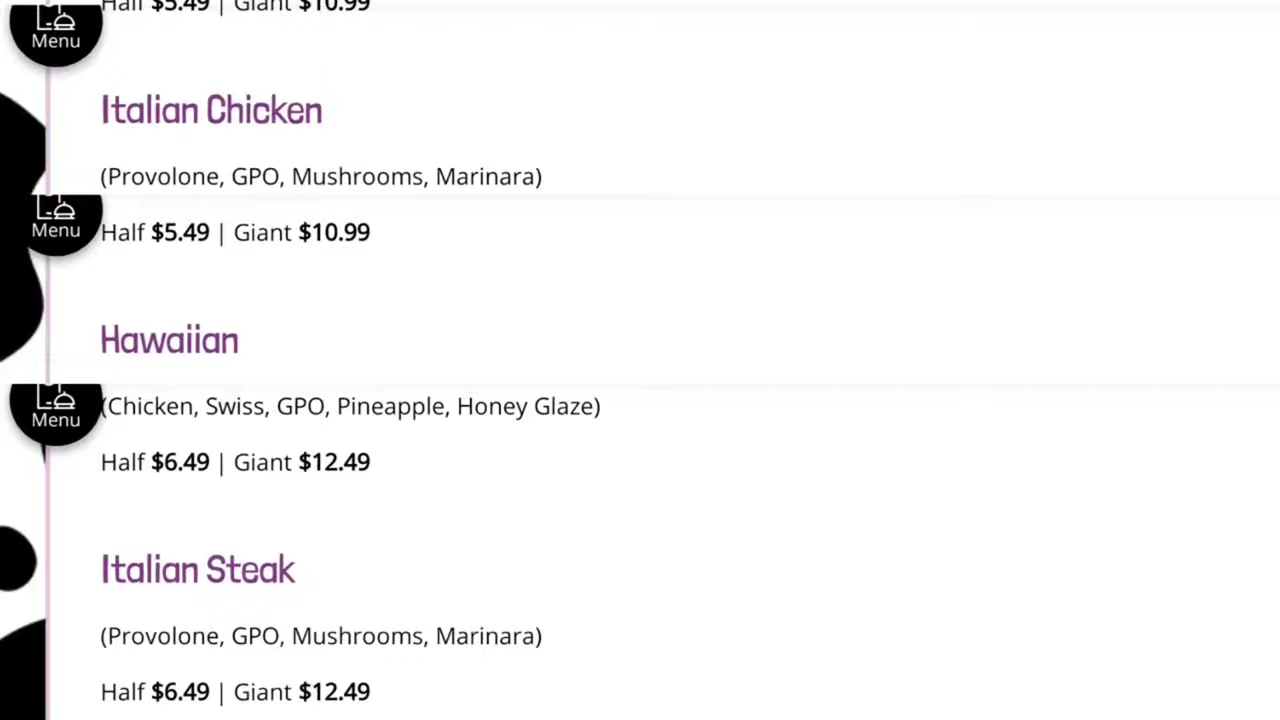 Half $5.49 | Giant $10.99
Menu
Italian Chicken
(Provolone, GPO, Mushrooms, Marinara)
Menu
Half $5.49 | Giant $10.99
Hawaiian
(Chicken, Swiss, GPO, Pineapple, Honey Glaze)
Menu
Half $6.49 | Giant $12.49
Italian Steak
(Provolone, GPO, Mushrooms, Marinara)
Half $6.49 | Giant $12.49